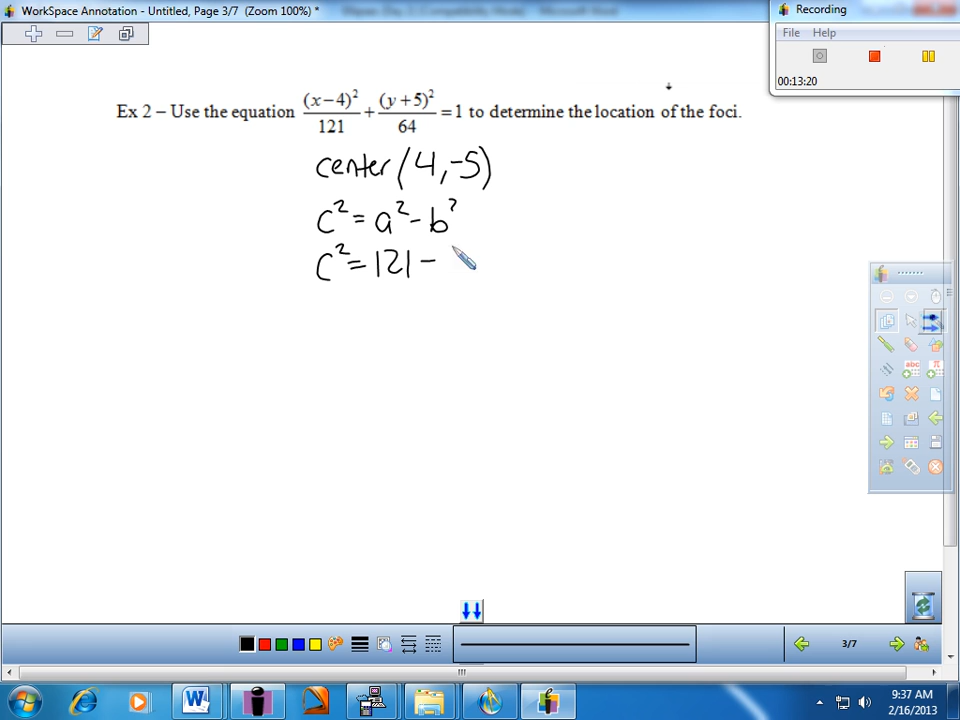 WorkSpace Annotation - Untitled, Page 3/7 (Zoom 100%) *
Recording
File Help
00:13:20
Ex 2 – Use the equation (x−4)²/121 + (y+5)²/64 = 1 to determine the location of the foci.
center (4, -5)
c² = a² - b²
c² = 121 -
abc
π
3/7
9:37 AM
2/16/2013